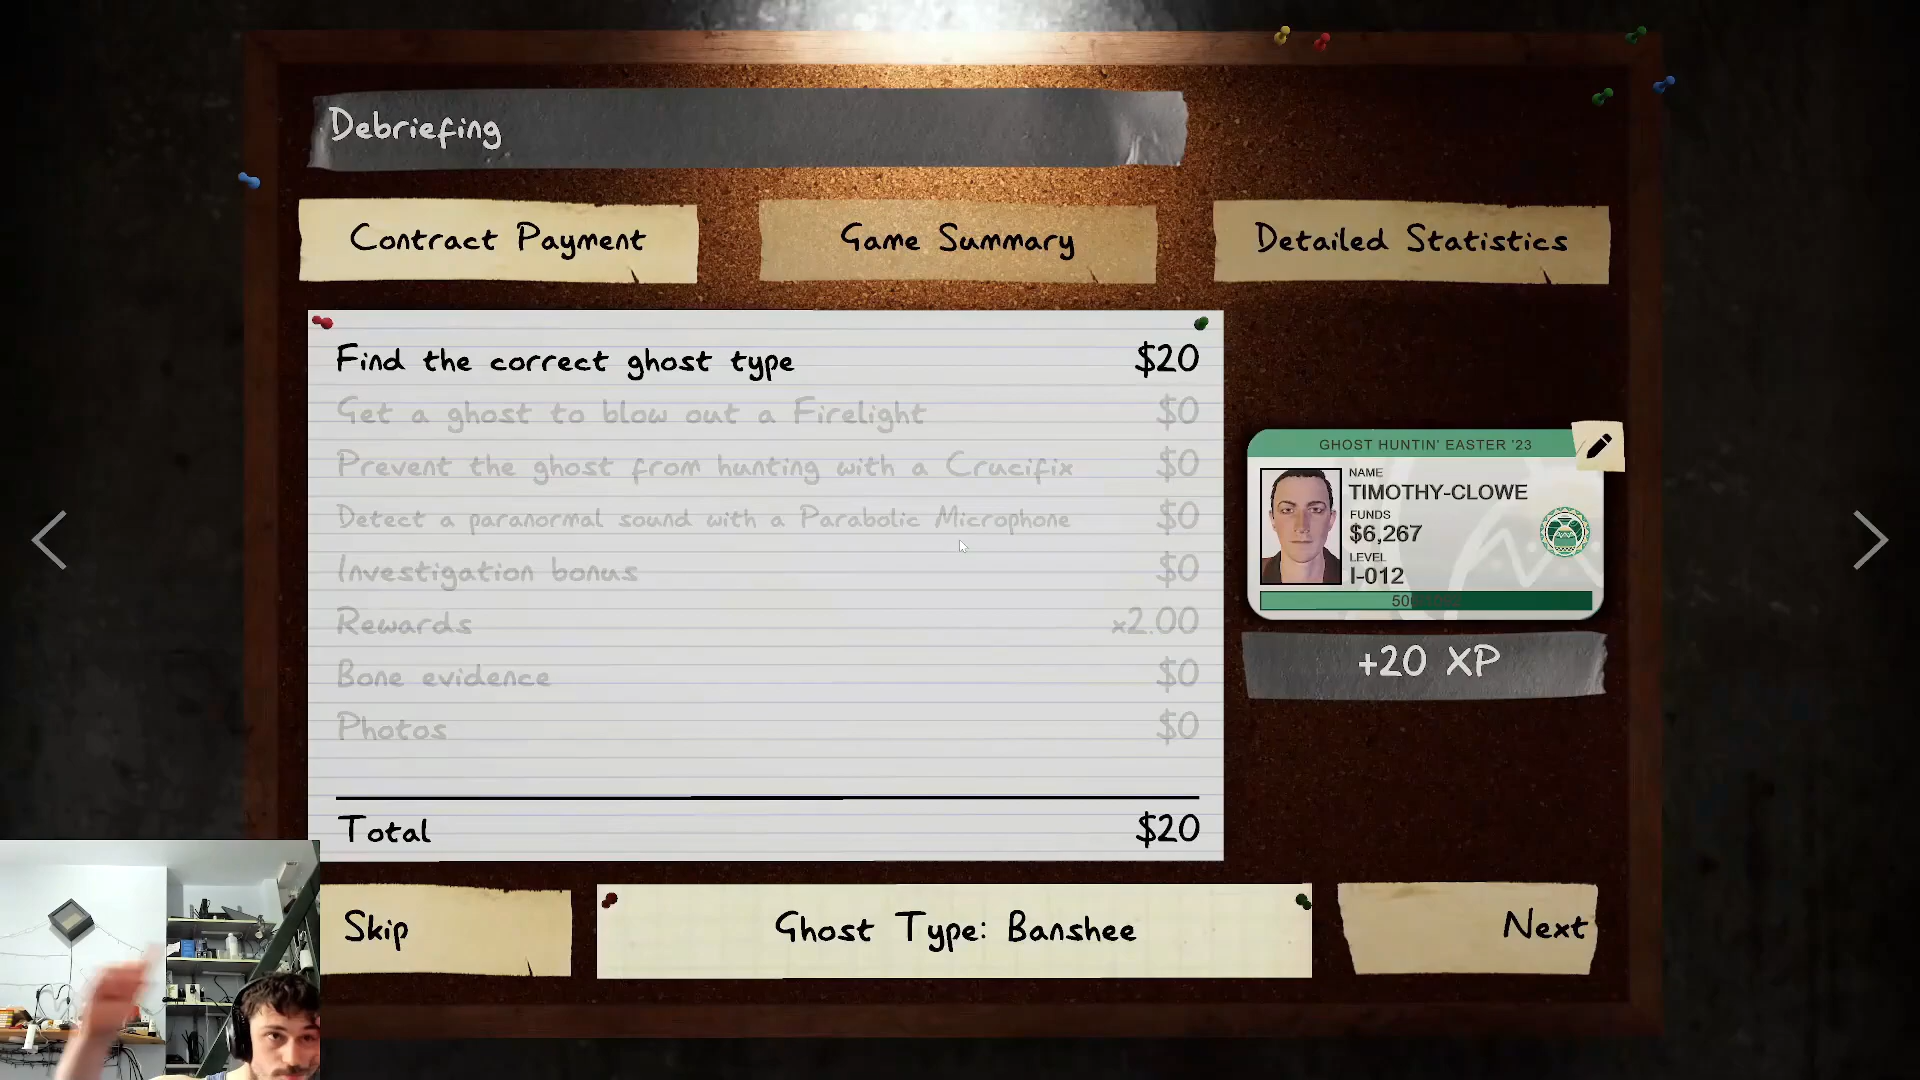 Debriefing
Contract Payment
Game Summary
Detailed Statistics
Find the correct ghost type $20
Get a ghost to blow out a Firelight $0
Prevent the ghost from hunting with a Crucifix $0
Detect a paranormal sound with a Parabolic Microphone $0
Investigation bonus $0
Rewards x2.00
Bone evidence $0
Photos $0
Total $20
GHOST HUNTIN' EASTER '23
NAME
TIMOTHY-CLOWE
FUNDS
$6,267
LEVEL
I-012
+20 XP
Skip
Ghost Type: Banshee
Next